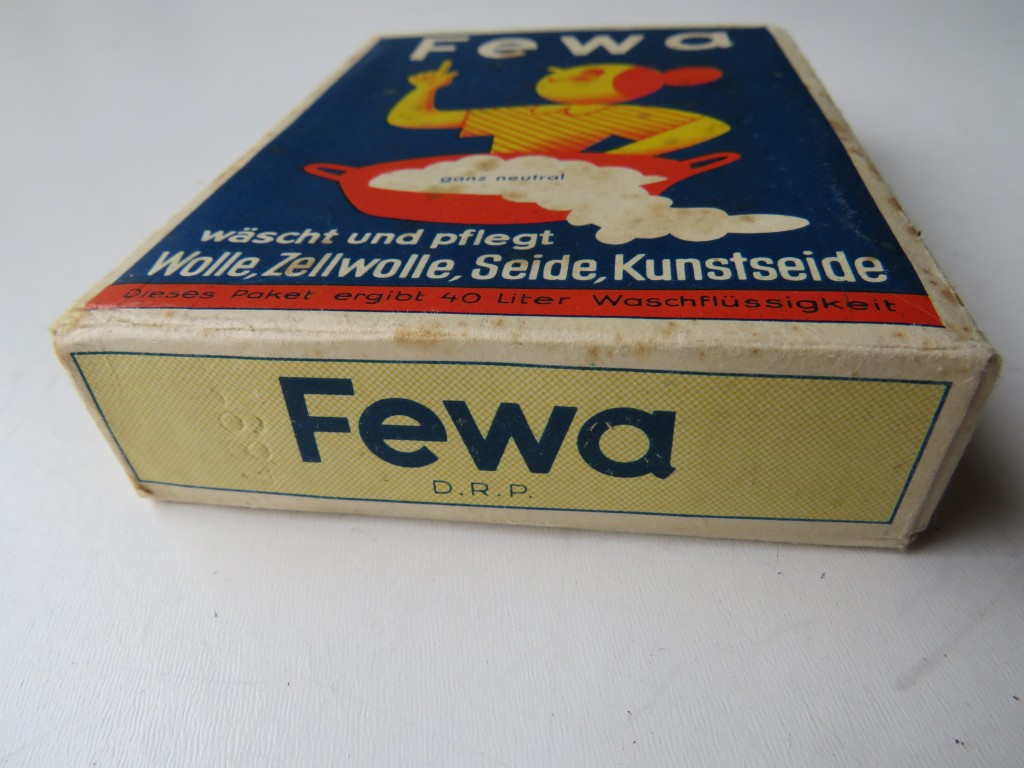 Fewa
ganz neutral
wäscht und pflegt
Wolle, Zellwolle, Seide, Kunstseide
Dieses Paket ergibt 40 Liter Waschflüssigkeit
Fewa
D.R.P.